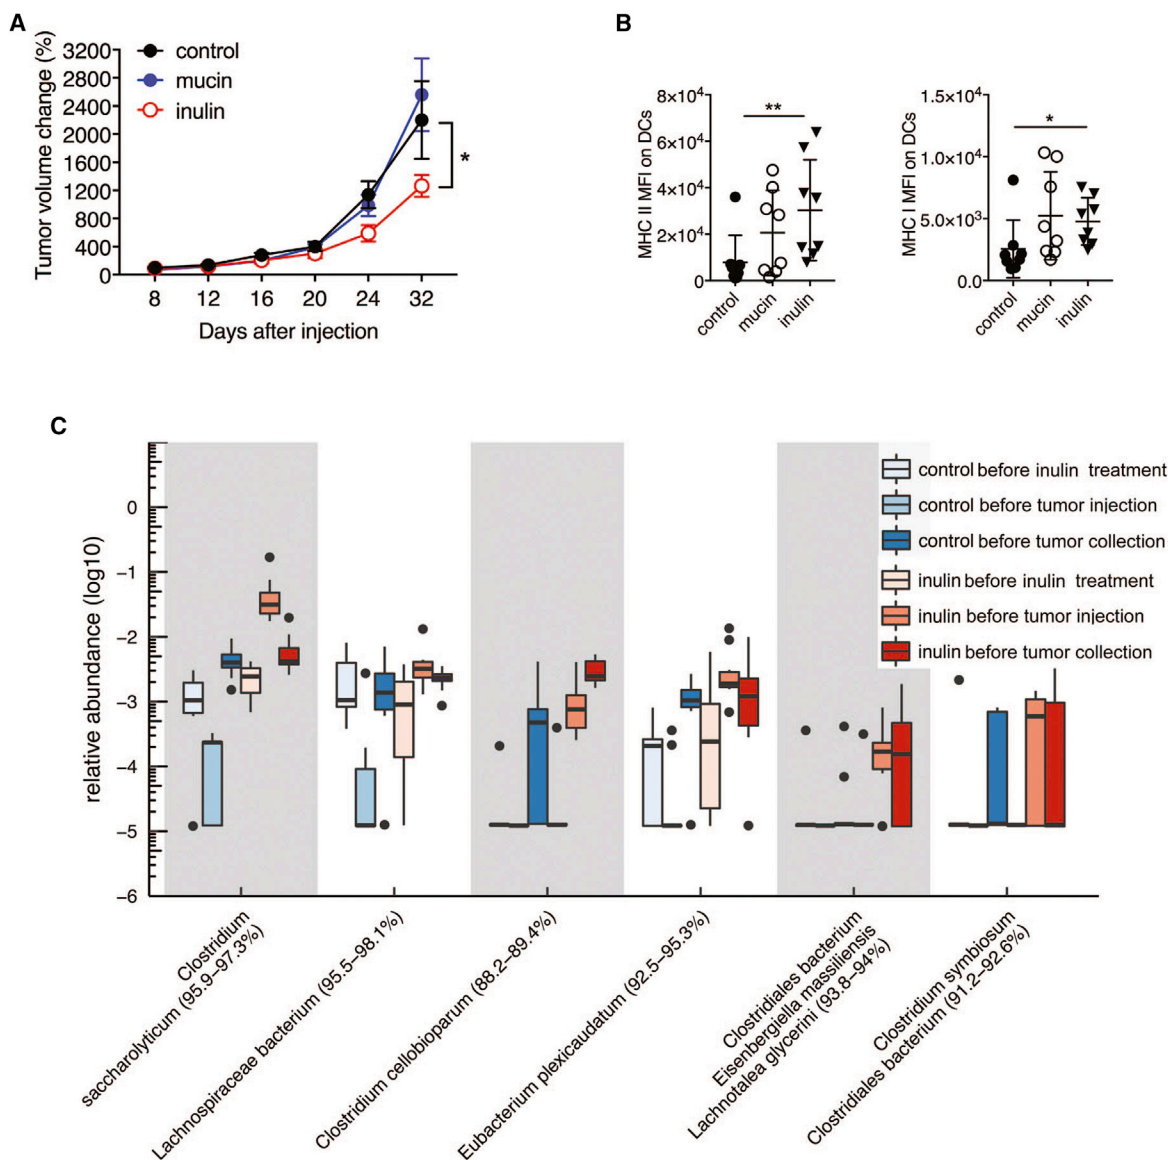 A
Tumor volume change (%)
3200
2800
2400
2000
1600
1200
800
400
0
control
mucin
inulin
*
8 12 16 20 24 32
Days after injection
B
MHC II MFI on DCs
8×10⁴
6×10⁴
4×10⁴
2×10⁴
0
**
control mucin inulin
MHC I MFI on DCs
1.5×10⁴
1.0×10⁴
5.0×10³
0.0
*
control mucin inulin
C
relative abundance (log10)
0
−1
−2
−3
−4
−5
−6
control before inulin treatment
control before tumor injection
control before tumor collection
inulin before inulin treatment
inulin before tumor injection
inulin before tumor collection
Clostridium
saccharolyticum (95.9–97.3%)
Lachnospiraceae bacterium (95.5–98.1%)
Clostridium cellobioparum (88.2–89.4%)
Eubacterium plexicaudatum (92.5–95.3%)
Clostridiales bacterium
Eisenbergiella massiliensis
Lachnotalea glycerini (93.8–94%)
Clostridium symbiosum
Clostridiales bacterium (91.2–92.6%)